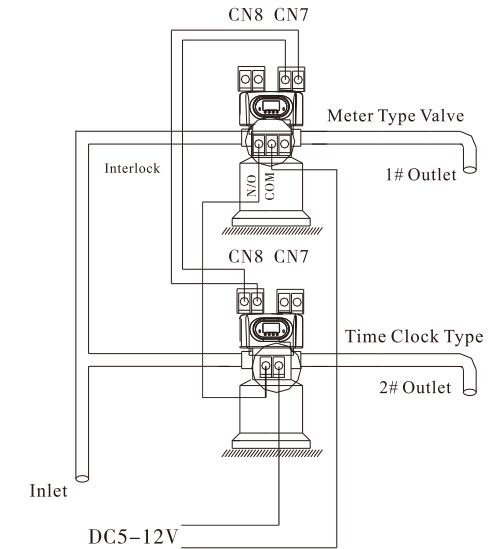 CN8 CN7
Meter Type Valve
Interlock
N/O
COM
1# Outlet
CN8 CN7
Time Clock Type
2# Outlet
Inlet
DC5-12V